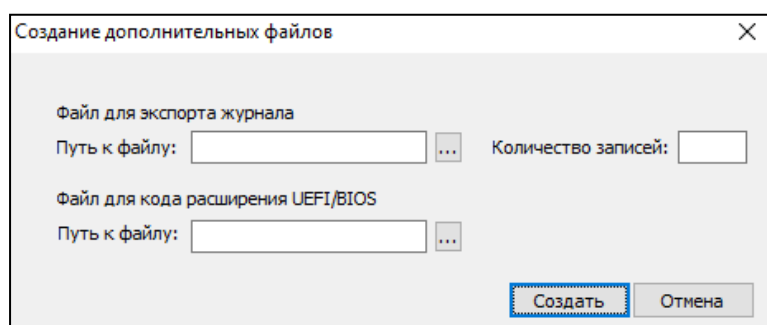 Создание дополнительных файлов
Файл для экспорта журнала
Путь к файлу: ... Количество записей:
Файл для кода расширения UEFI/BIOS
Путь к файлу: ...
Создать Отмена